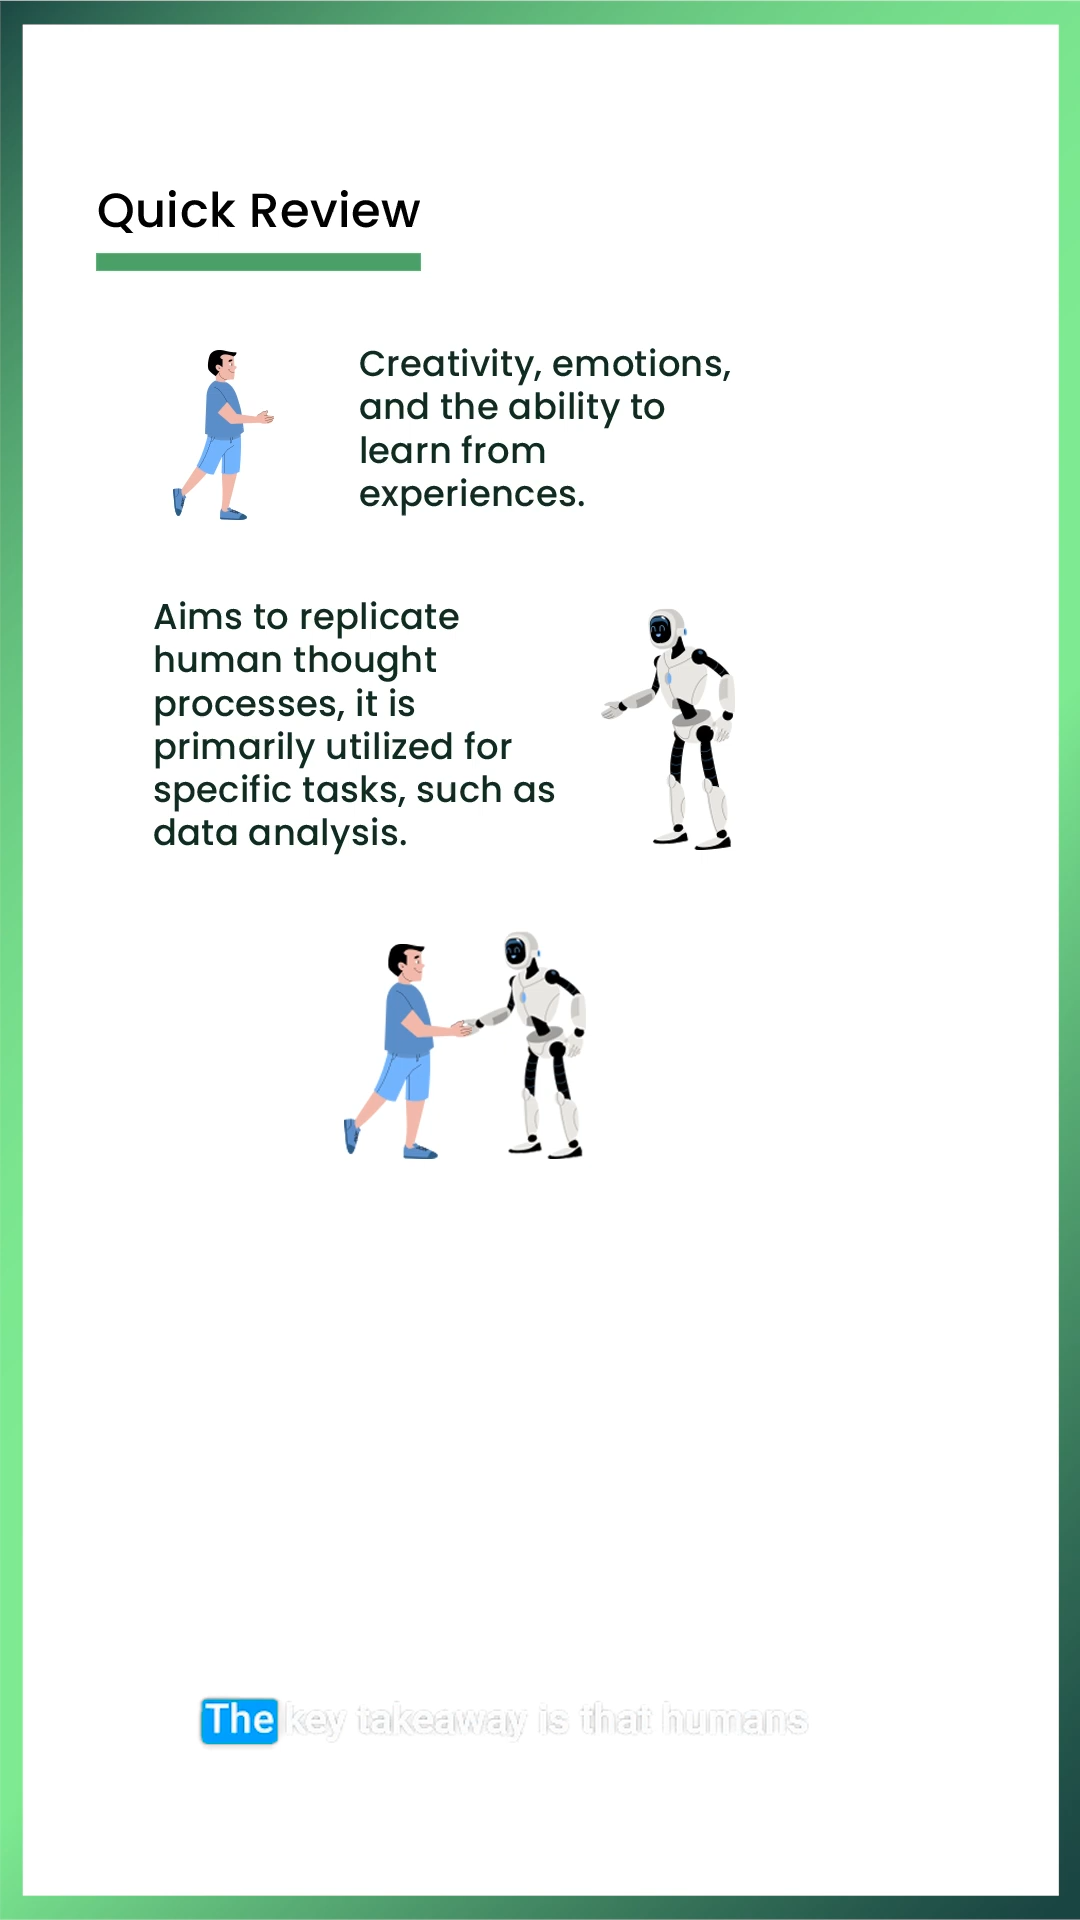 Quick Review
Creativity, emotions,
and the ability to
learn from
experiences.
Aims to replicate
human thought
processes, it is
primarily utilized for
specific tasks, such as
data analysis.
The key takeaway is that humans